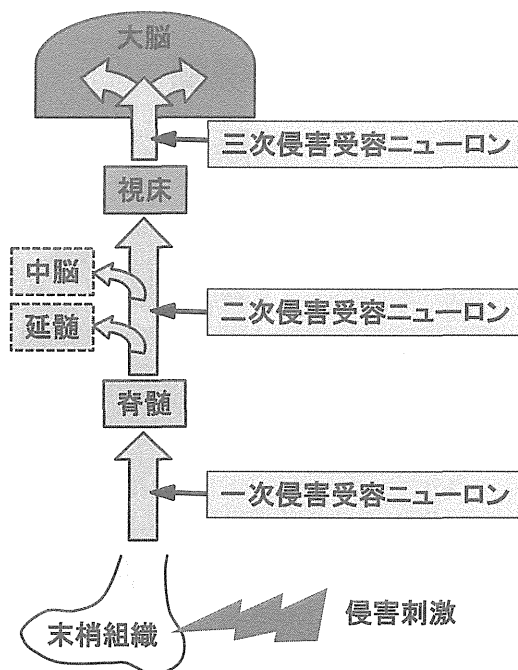 大脳
三次侵害受容ニューロン
視床
中脳
二次侵害受容ニューロン
延髄
脊髄
一次侵害受容ニューロン
侵害刺激
末梢組織